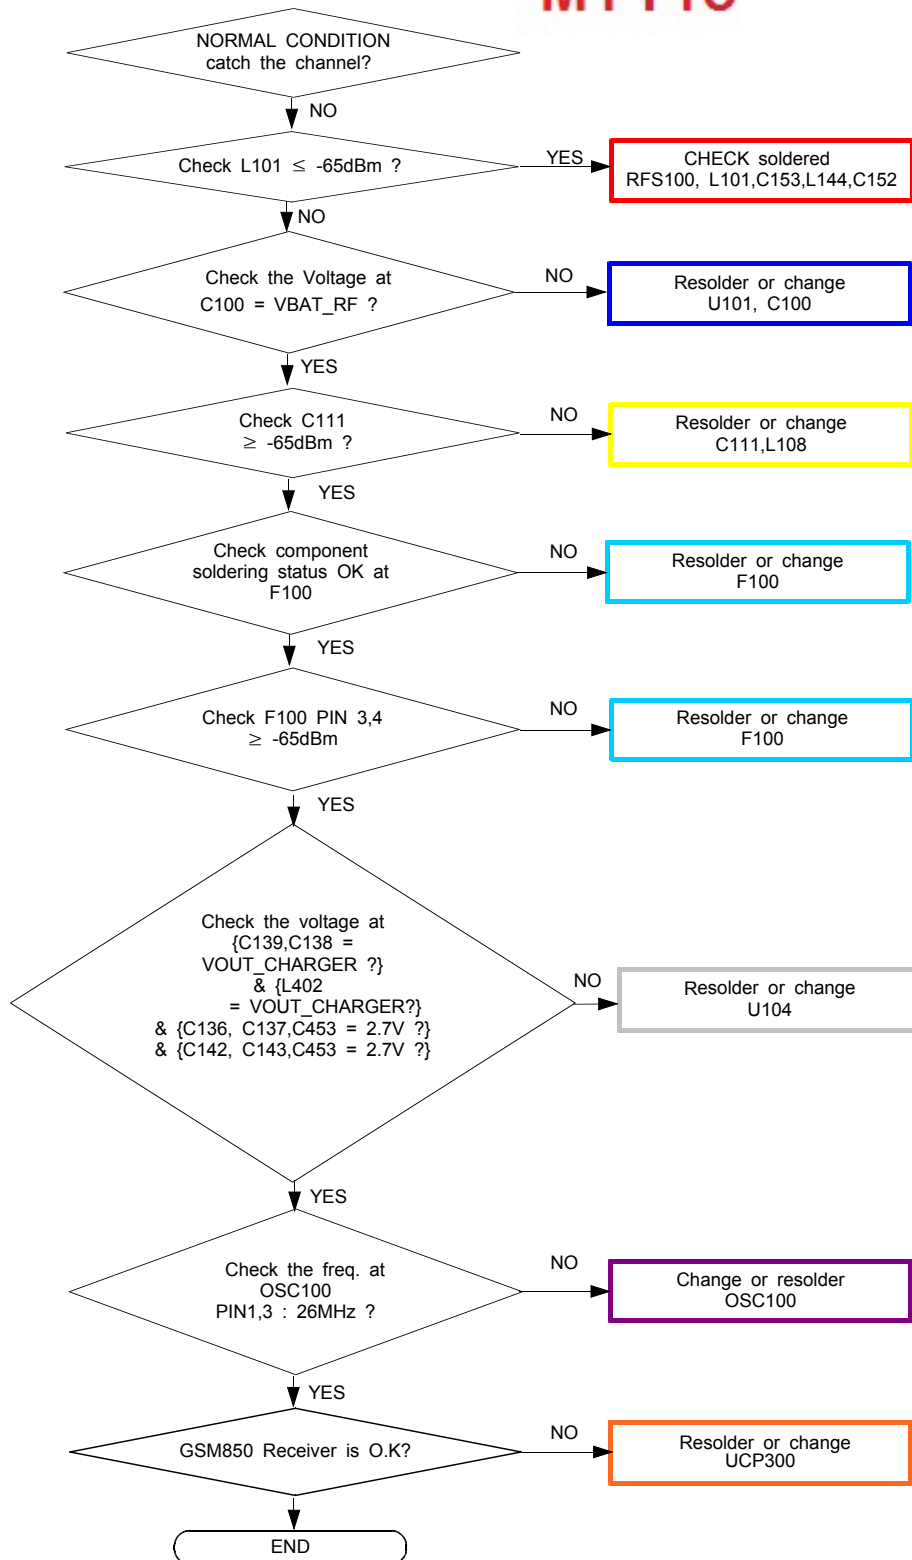 NORMAL CONDITION
catch the channel?
NO
Check L101 ≤ -65dBm ?
YES
CHECK soldered
RFS100, L101,C153,L144,C152
NO
Check the Voltage at
C100 = VBAT_RF ?
NO
Resolder or change
U101, C100
YES
Check C111
≥ -65dBm ?
NO
Resolder or change
C111,L108
YES
Check component
soldering status OK at
F100
NO
Resolder or change
F100
YES
Check F100 PIN 3,4
≥ -65dBm
NO
Resolder or change
F100
YES
Check the voltage at
{C139,C138 =
VOUT_CHARGER ?}
& {L402
= VOUT_CHARGER?}
& {C136, C137,C453 = 2.7V ?}
& {C142, C143,C453 = 2.7V ?}
NO
Resolder or change
U104
YES
Check the freq. at
OSC100
PIN1,3 : 26MHz ?
NO
Change or resolder
OSC100
YES
GSM850 Receiver is O.K?
NO
Resolder or change
UCP300
END